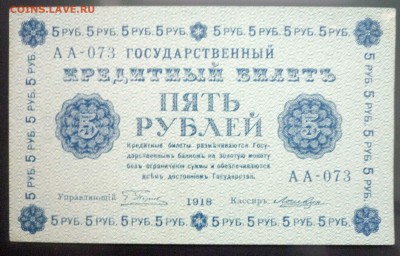 COINS.LAVE.RU
5 РУБ. 5 РУБ. 5 РУБ. 5 РУБ. 5 РУБ. 5 РУБ. 5 РУБ. 5 РУБ.
АА-073 ГОСУДАРСТВЕННЫЙ
КРЕДИТНЫЙ БИЛЕТЪ
ПЯТЬ
РУБЛЕЙ
5
5
Кредитные билеты размѣниваются Госу-
дарственнымъ банкомъ на золотую монету
безъ ограниченія суммы и обезпечиваются
всѣмъ достояніемъ Государства.
АА-073
Управляющій
1918
Кассиръ
5 РУБ. 5 РУБ. 5 РУБ. 5 РУБ. 5 РУБ. 5 РУБ. 5 РУБ. 5 РУБ.